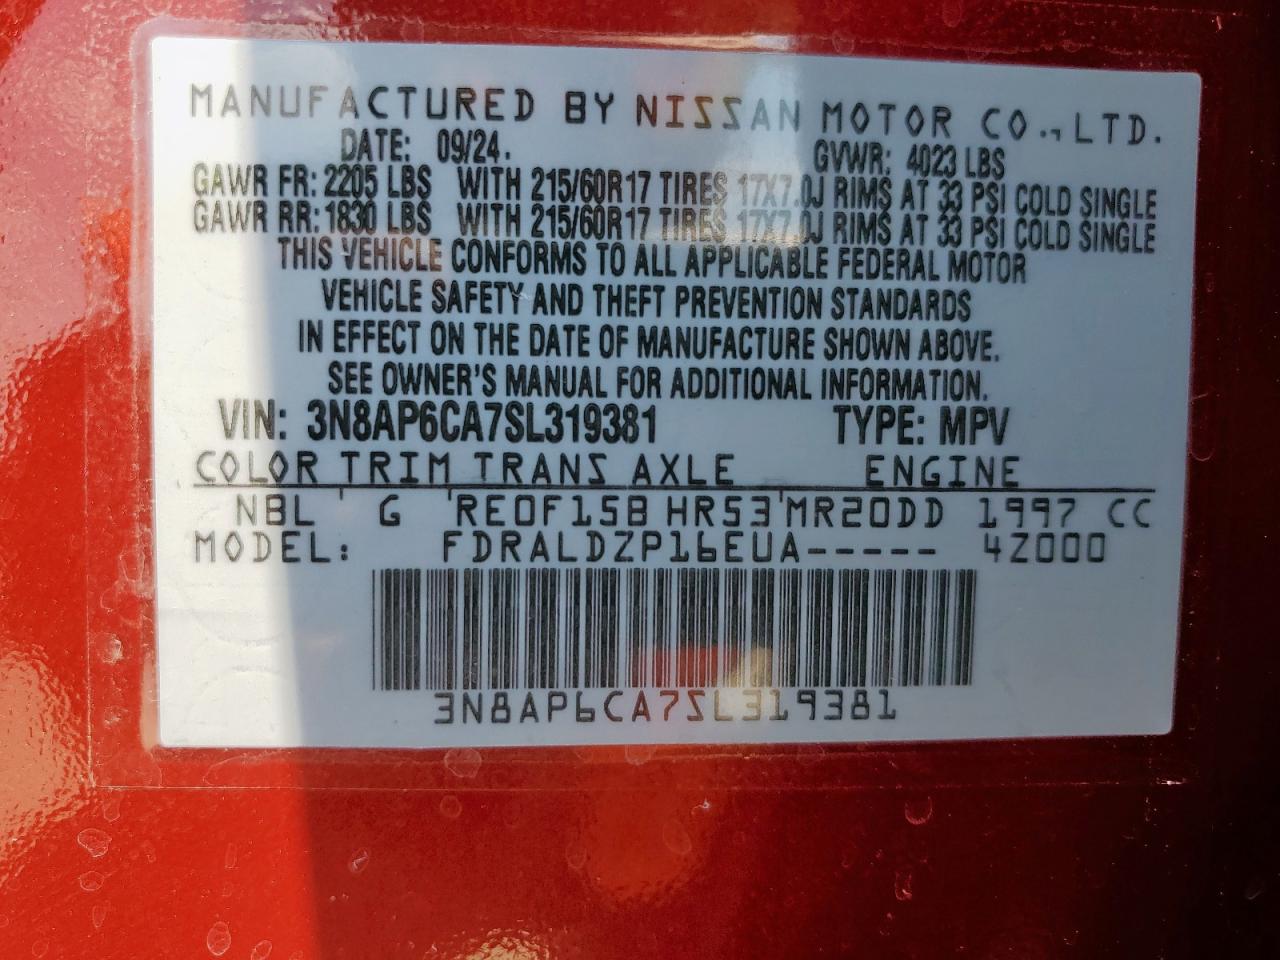 MANUFACTURED BY NISSAN MOTOR CO., LTD.
DATE: 09/24. GVWR: 4023 LBS
GAWR FR: 2205 LBS WITH 215/60R17 TIRES 17X7.0J RIMS AT 33 PSI COLD SINGLE
GAWR RR: 1830 LBS WITH 215/60R17 TIRES 17X7.0J RIMS AT 33 PSI COLD SINGLE
THIS VEHICLE CONFORMS TO ALL APPLICABLE FEDERAL MOTOR
VEHICLE SAFETY AND THEFT PREVENTION STANDARDS
IN EFFECT ON THE DATE OF MANUFACTURE SHOWN ABOVE.
SEE OWNER'S MANUAL FOR ADDITIONAL INFORMATION.
VIN: 3N8AP6CA7SL319381 TYPE: MPV
COLOR TRIM TRANS AXLE ENGINE
NBL ' G 'RE0F15B HR53'MR20DD 1997 CC
MODEL: FDRALDZP16EUA----- 4Z000
3N8AP6CA7SL319381